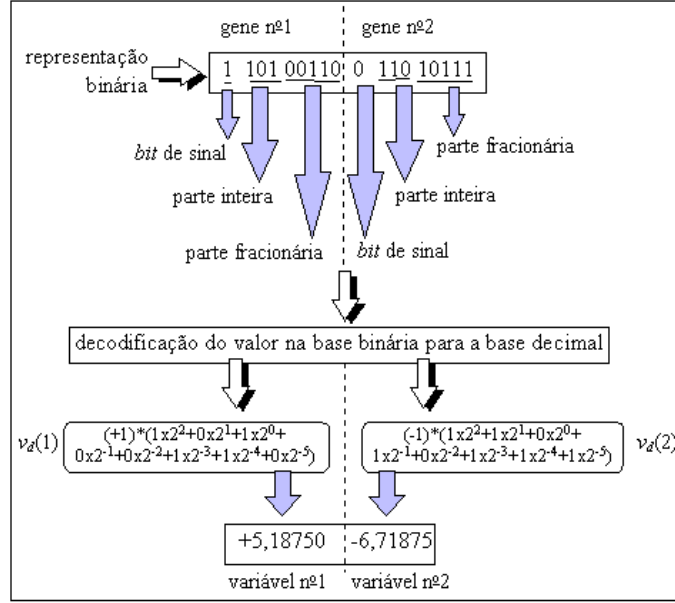 gene nº1 gene nº2
representação
binária
1 101 00110 0 110 10111
bit de sinal
parte fracionária
parte inteira
parte inteira
parte fracionária
bit de sinal
decodificação do valor na base binária para a base decimal
v_d(1)
(+1)*(1x2²+0x2¹+1x2⁰+
0x2⁻¹+0x2⁻²+1x2⁻³+1x2⁻⁴+0x2⁻⁵)
(-1)*(1x2²+1x2¹+0x2⁰+
1x2⁻¹+0x2⁻²+1x2⁻³+1x2⁻⁴+1x2⁻⁵)
v_d(2)
+5,18750 -6,71875
variável nº1 variável nº2